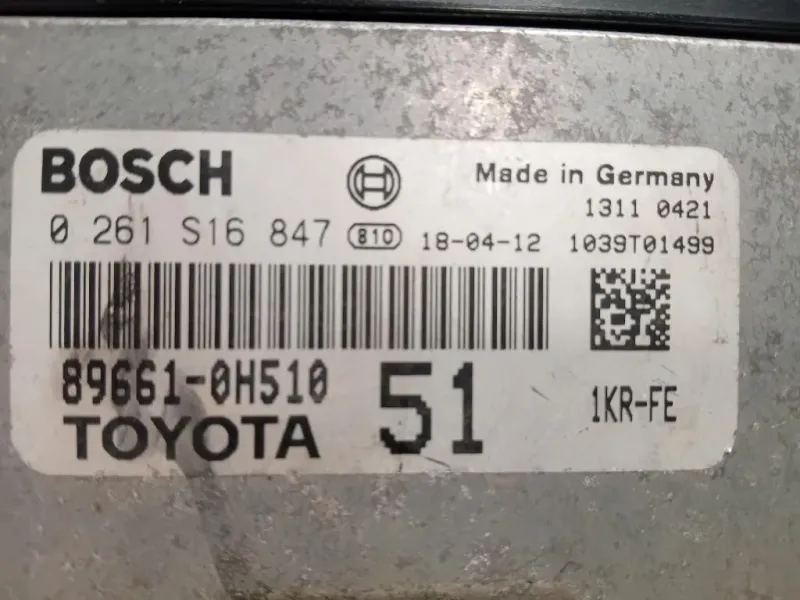 BOSCH
Made in Germany
1311 0421
0 261 S16 847 810 18-04-12 1039T01499
89661-0H510
51
1KR-FE
TOYOTA